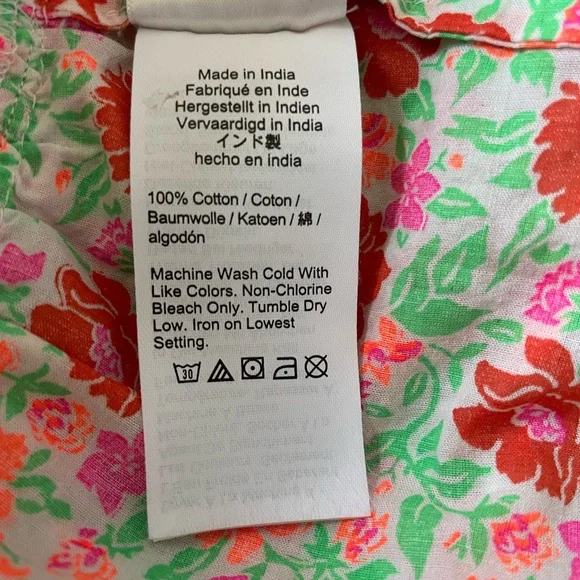 Made in India
Fabriqué en Inde
Hergestellt in Indien
Vervaardigd in India
インド製
hecho en india
100% Cotton / Coton /
Baumwolle / Katoen / 綿 /
algodón
Machine Wash Cold With
Like Colors. Non-Chlorine
Bleach Only. Tumble Dry
Low. Iron on Lowest
Setting.
30